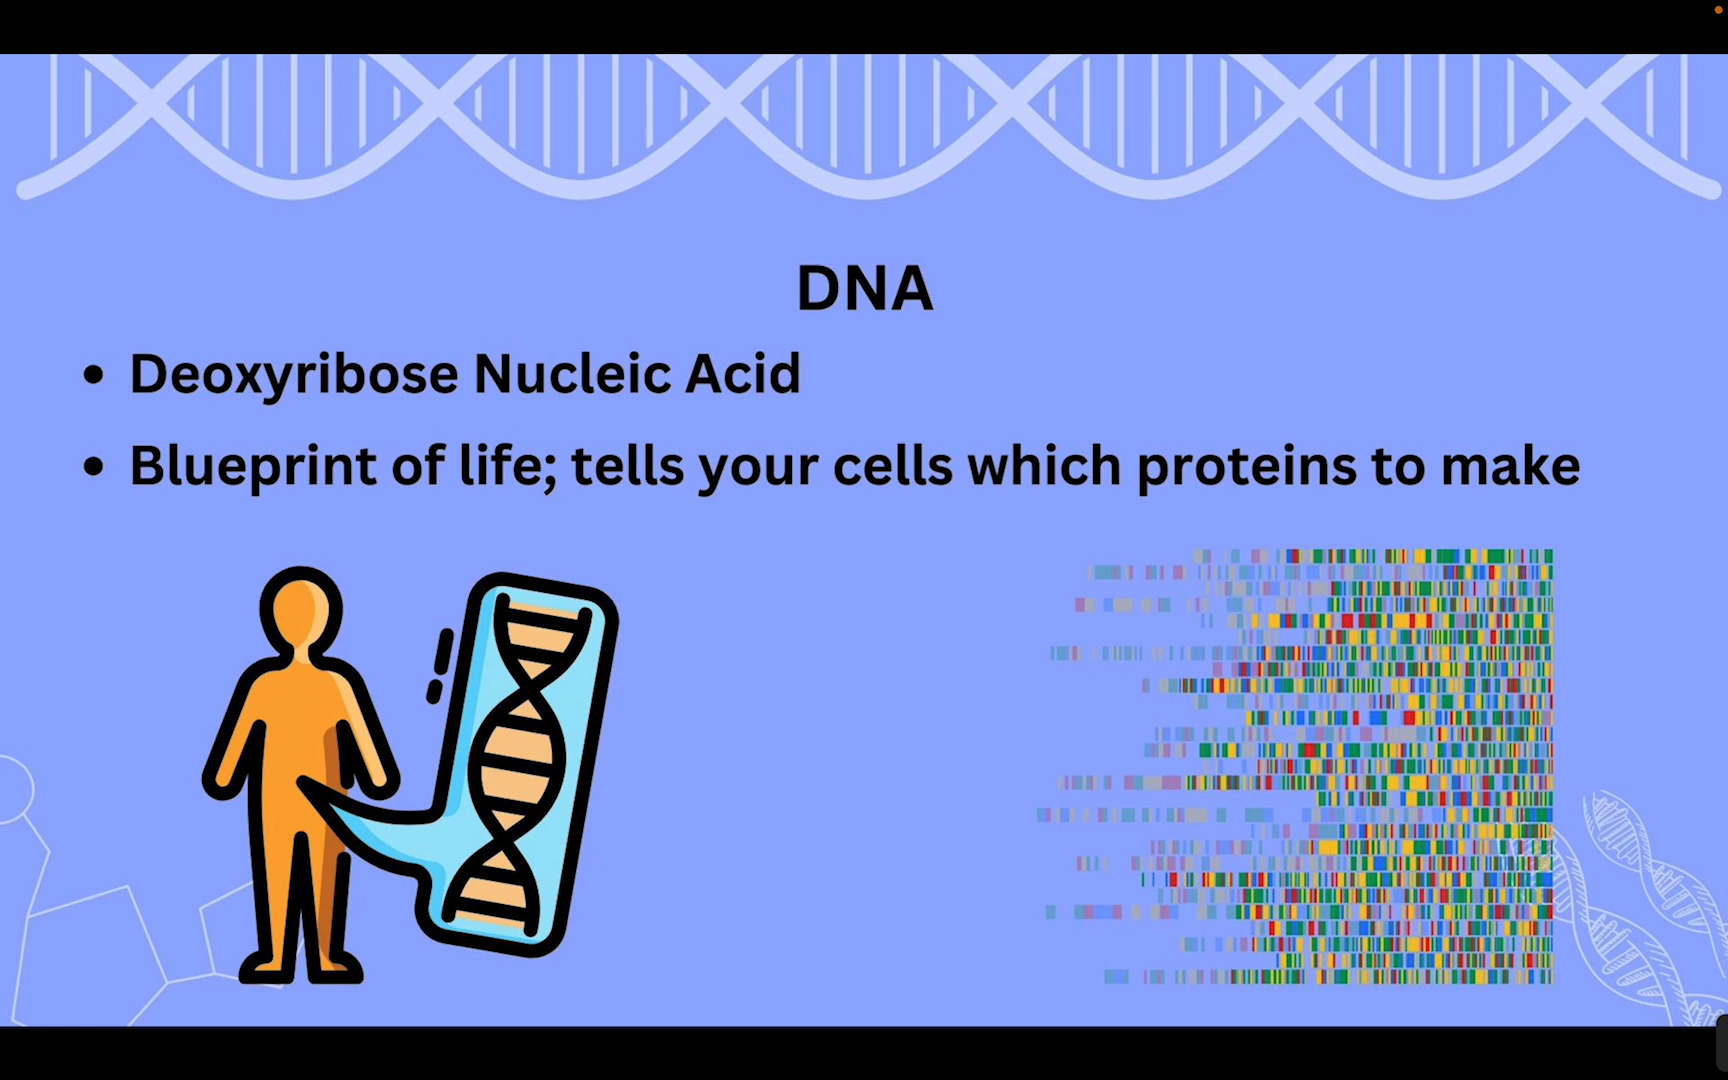 DNA
• Deoxyribose Nucleic Acid
• Blueprint of life; tells your cells which proteins to make